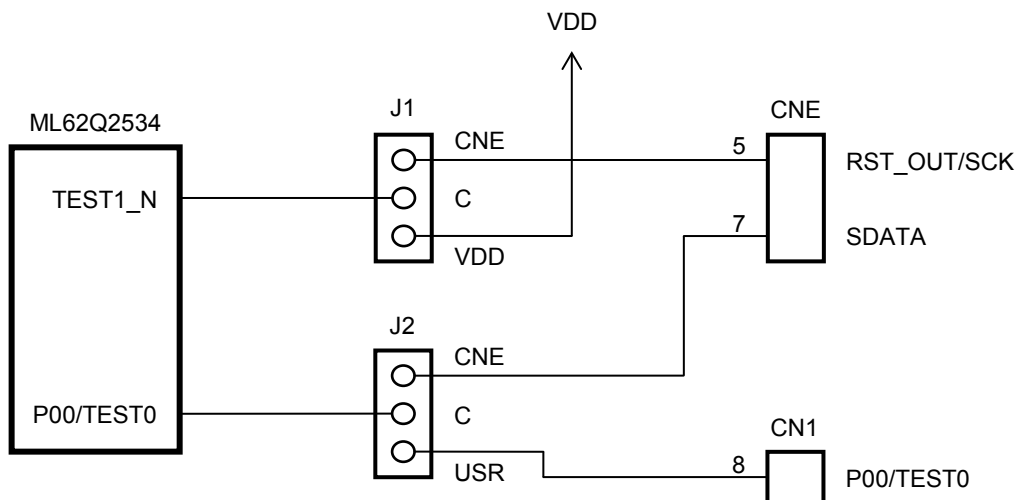 VDD
J1
CNE
ML62Q2534
CNE
5
RST_OUT/SCK
TEST1_N
C
7
SDATA
VDD
J2
CNE
P00/TEST0
C
CN1
USR
8
P00/TEST0